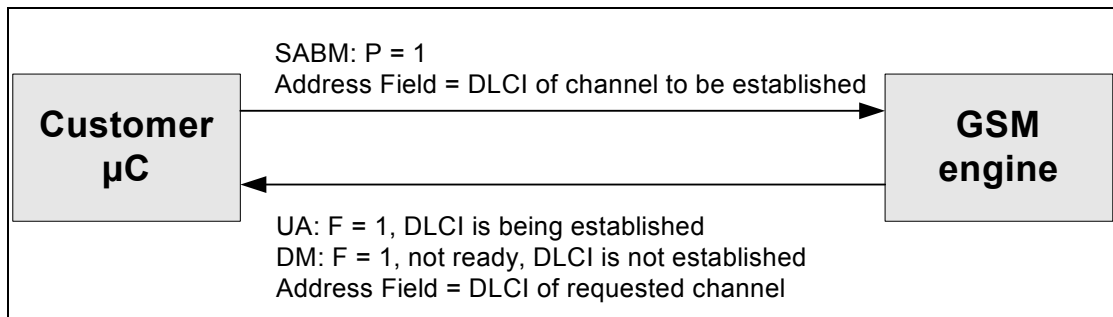 SABM: P = 1
Address Field = DLCI of channel to be established
Customer
µC
GSM
engine
UA: F = 1, DLCI is being established
DM: F = 1, not ready, DLCI is not established
Address Field = DLCI of requested channel